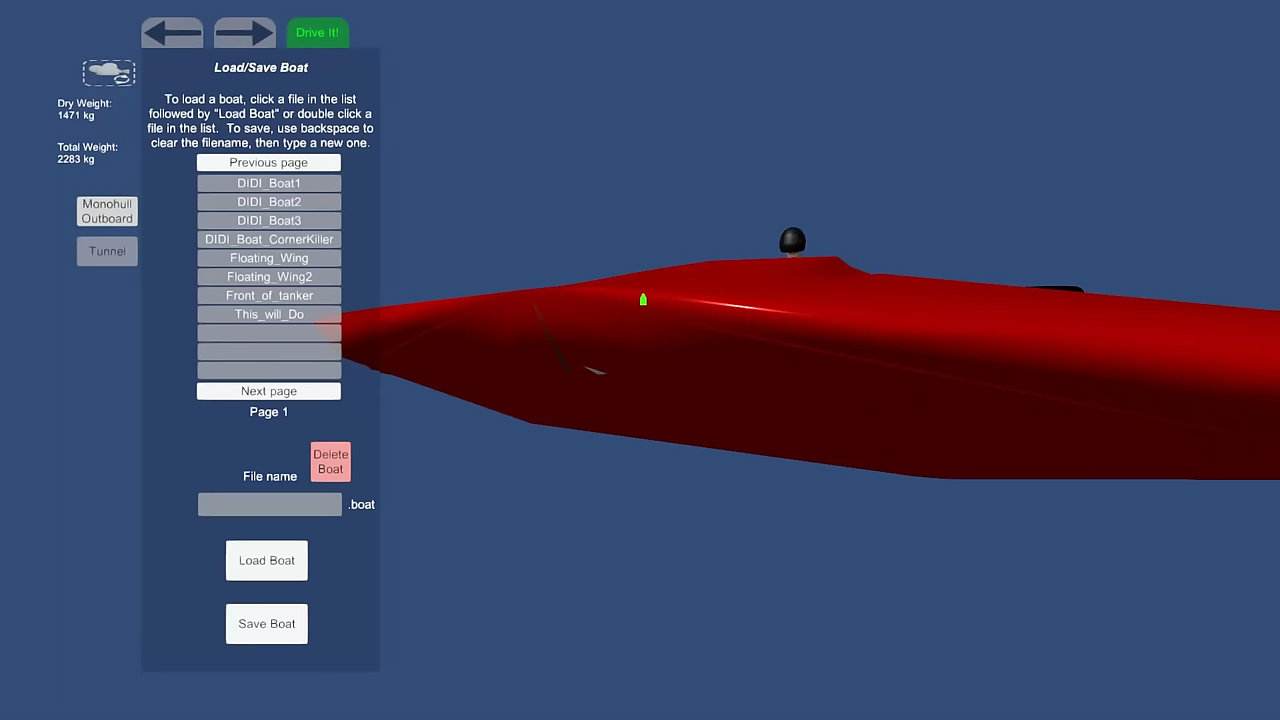 Drive It!
Load/Save Boat
To load a boat, click a file in the list
followed by "Load Boat" or double click a
file in the list.  To save, use backspace to
clear the filename, then type a new one.
Dry Weight:
1471 kg
Total Weight:
2283 kg
Monohull
Outboard
Tunnel
Previous page
DIDI_Boat1
DIDI_Boat2
DIDI_Boat3
DIDI_Boat_CornerKiller
Floating_Wing
Floating_Wing2
Front_of_tanker
This_will_Do
Next page
Page 1
Delete
Boat
File name
.boat
Load Boat
Save Boat